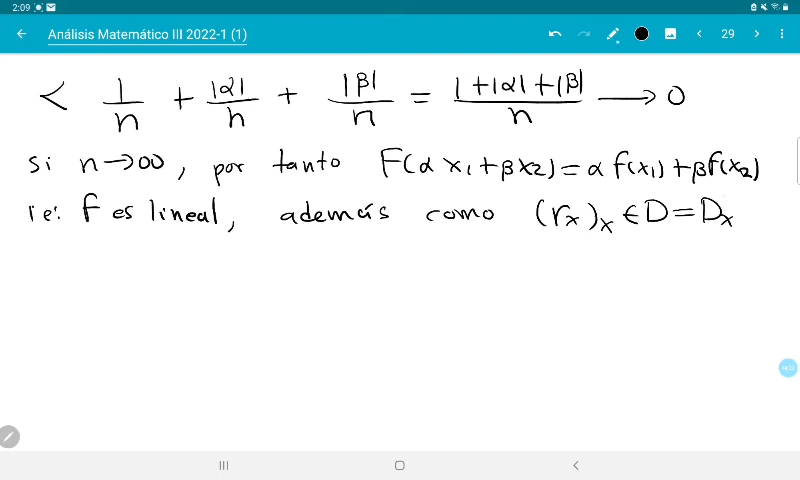 2:09
Análisis Matemático III 2022-1 (1)
29
< 1/n + |α|/n + |β|/n = 1+|α|+|β|/n → 0
si n→∞, por tanto F(αx₁+βx₂)=αf(x₁)+βf(x₂)
ie: f es lineal, además como (rₓ)ₓ ∈ D = Dₓ